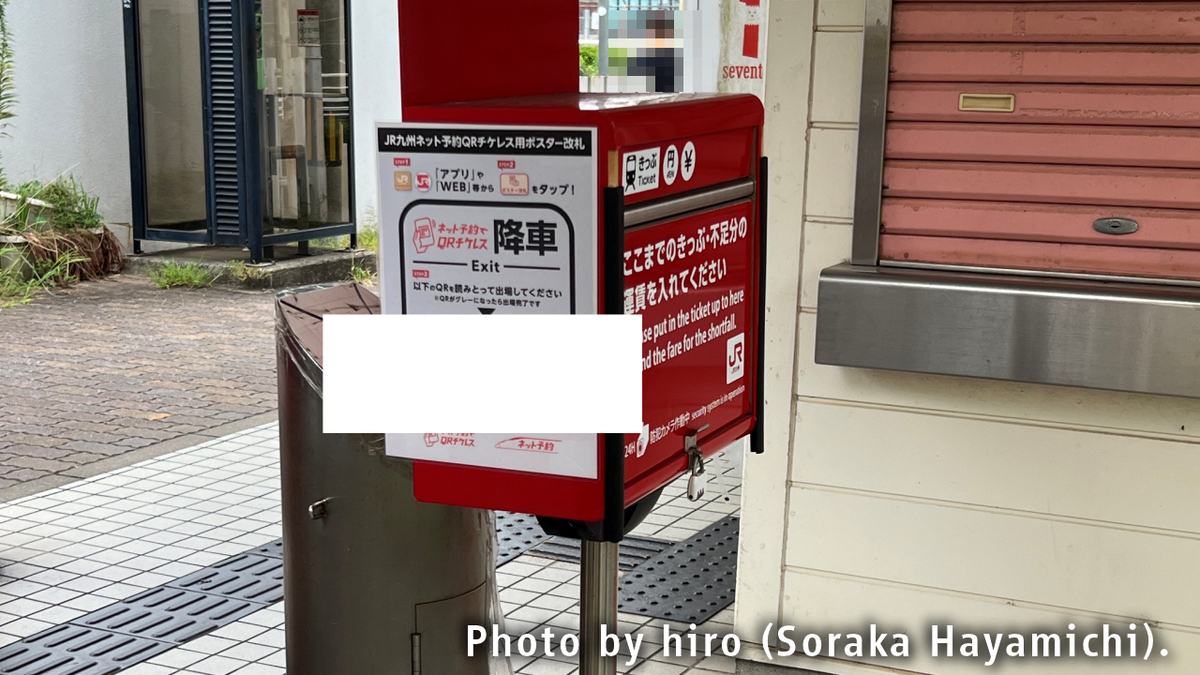 JR九州ネット予約QRチケレス用ポスター改札
STEP1
「アプリ」や
「WEB」等から
STEP2
をタップ!
ネット予約で
QRチケレス
降車
Exit
STEP3
以下のQRを読みとって出場してください
※QRがグレーになったら出場完了です
QRチケレス
ネット予約
きっぷ
Ticket
円
¥
ここまでのきっぷ・不足分の
運賃を入れてください
put in the ticket up to here
the fare for the shortfall.
JR
24H
防犯カメラ作動中 security system is in operation
sevent
Photo by hiro (Soraka Hayamichi).